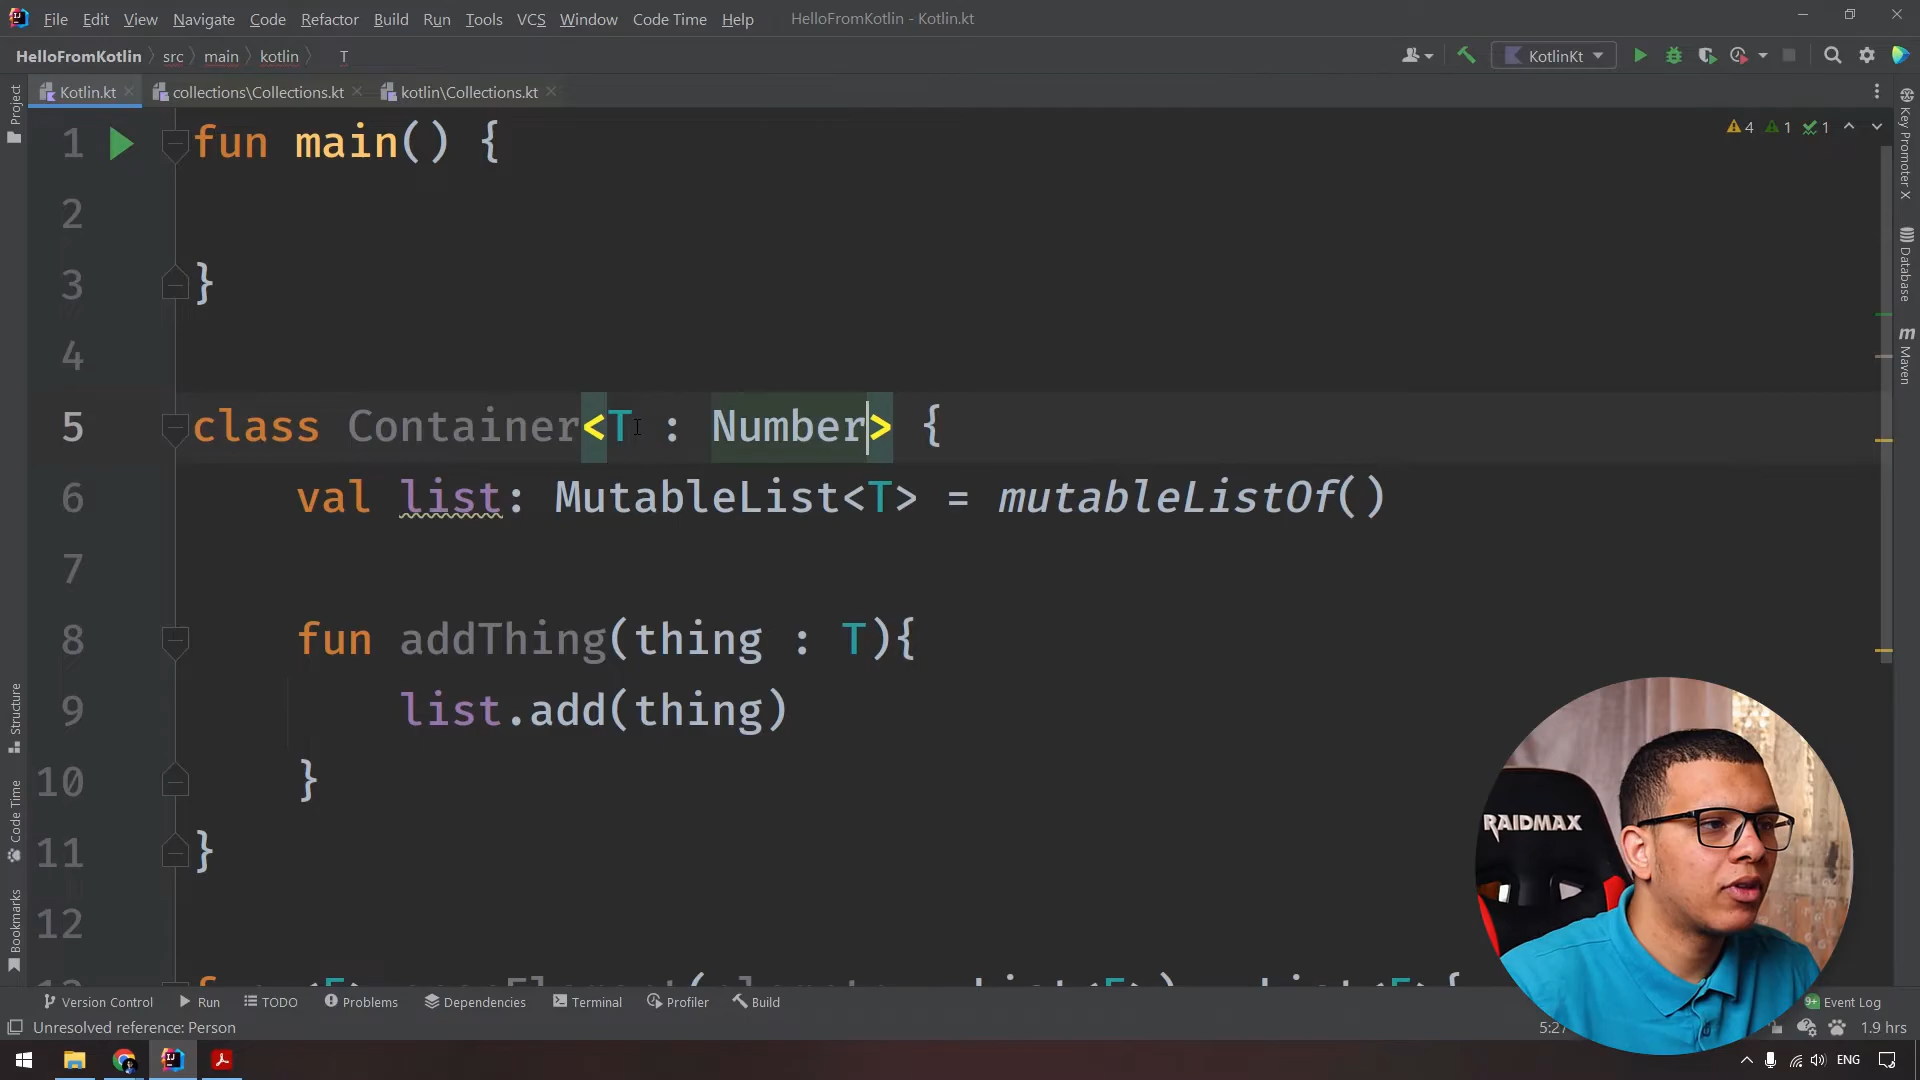 File Edit View Navigate Code Refactor Build Run Tools VCS Window Code Time Help HelloFromKotlin - Kotlin.kt
HelloFromKotlin src main kotlin T KotlinKt
Kotlin.kt collections\Collections.kt kotlin\Collections.kt
4 1 1
Project
Structure
Code Time
Bookmarks
1 fun main() {
2
3 }
4
5 class Container<T : Number> {
6 val list: MutableList<T> = mutableListOf()
7
8 fun addThing(thing : T){
9 list.add(thing)
10 }
11 }
12
Key Promoter X
Database
m
Maven
RAIDMAX
Version Control Run TODO Problems Dependencies Terminal Profiler Build 9+ Event Log
Unresolved reference: Person 5:27 1.9 hrs
IJ ENG